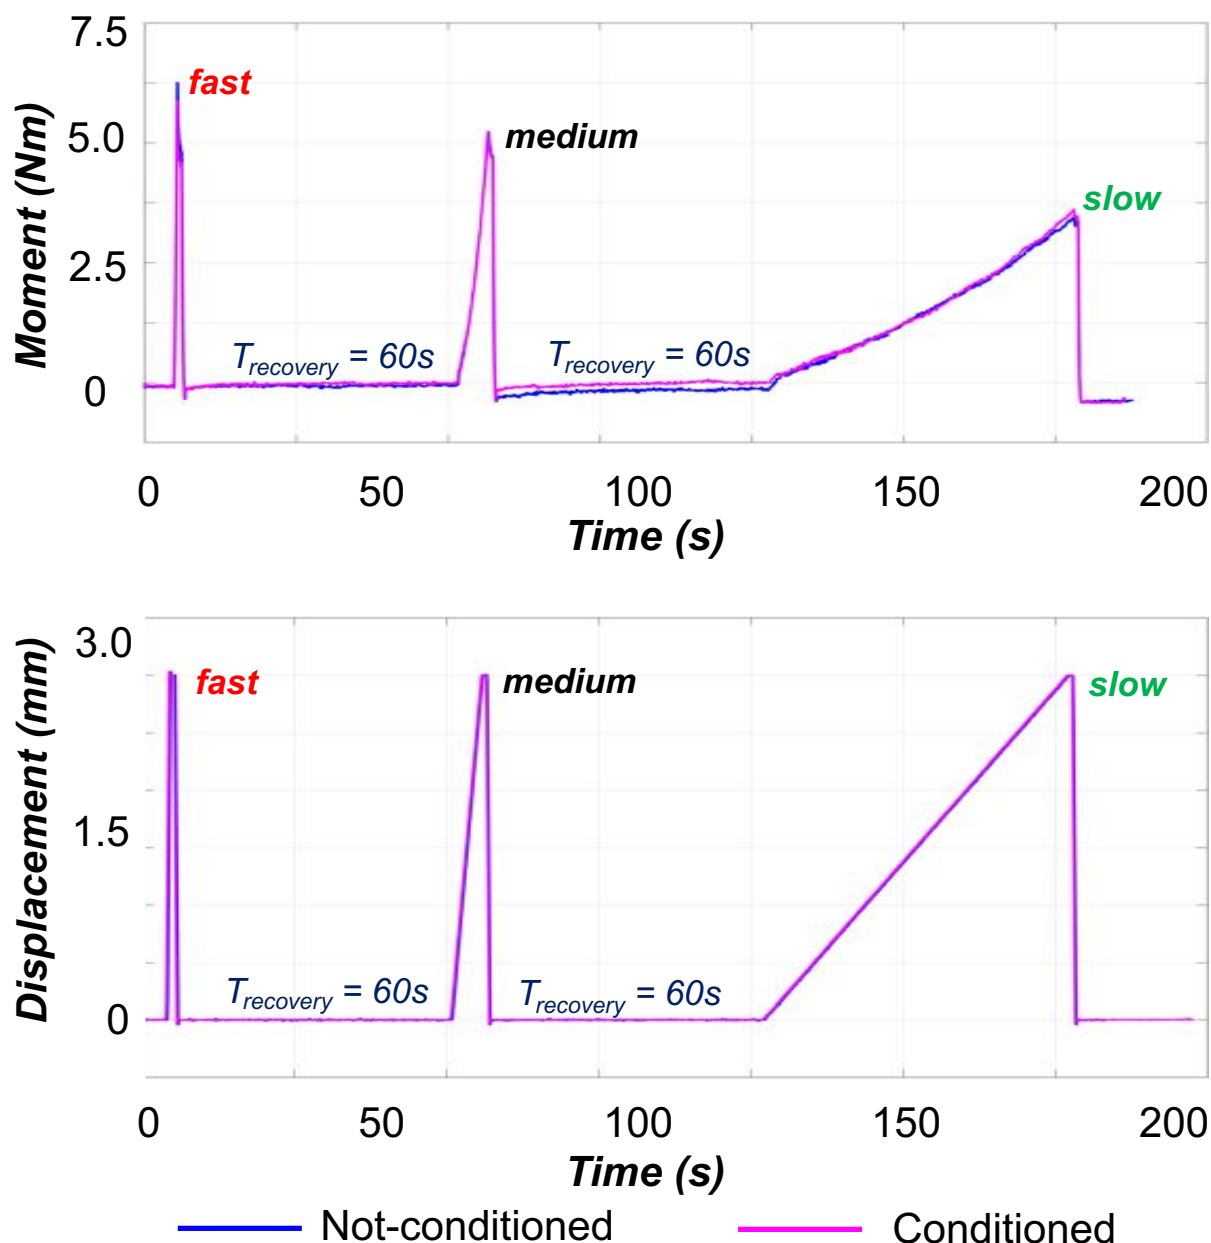 7.5
5.0
2.5
0
Moment (Nm)
fast
medium
slow
Trecovery = 60s
Trecovery = 60s
0 50 100 150 200
Time (s)
3.0
1.5
0
Displacement (mm)
fast
medium
slow
Trecovery = 60s
Trecovery = 60s
0 50 100 150 200
Time (s)
Not-conditioned Conditioned